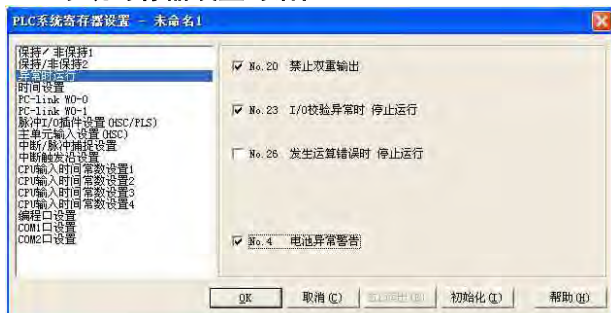 PLC系统寄存器设置 - 未命名1
保持/非保持1
保持/非保持2
异常时运行
时间设置
PC-link W0-0
PC-link W0-1
脉冲I/O插件设置(HSC/PLS)
主单元输入设置(HSC)
中断/脉冲捕捉设置
中断触发沿设置
CPU输入时间常数设置1
CPU输入时间常数设置2
CPU输入时间常数设置3
CPU输入时间常数设置4
编程口设置
COM1口设置
COM2口设置
No.20 禁止双重输出
No.23 I/O校验异常时 停止运行
No.26 发生运算错误时 停止运行
No.4 电池异常警告
OK 取消(C) 初始化(I) 帮助(H)